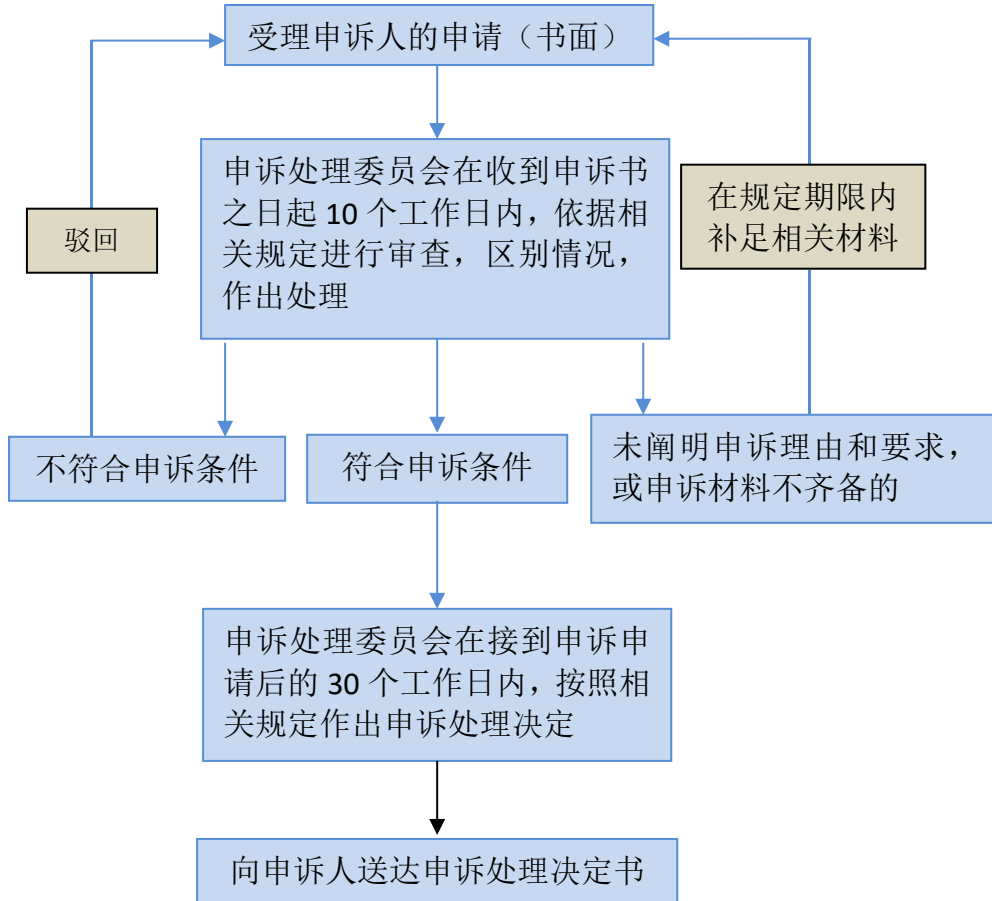 受理申诉人的申请（书面）
申诉处理委员会在收到申诉书
之日起 10 个工作日内，依据相
关规定进行审查，区别情况，
作出处理
驳回
在规定期限内
补足相关材料
不符合申诉条件
符合申诉条件
未阐明申诉理由和要求，
或申诉材料不齐备的
申诉处理委员会在接到申诉申
请后的 30 个工作日内，按照相
关规定作出申诉处理决定
向申诉人送达申诉处理决定书